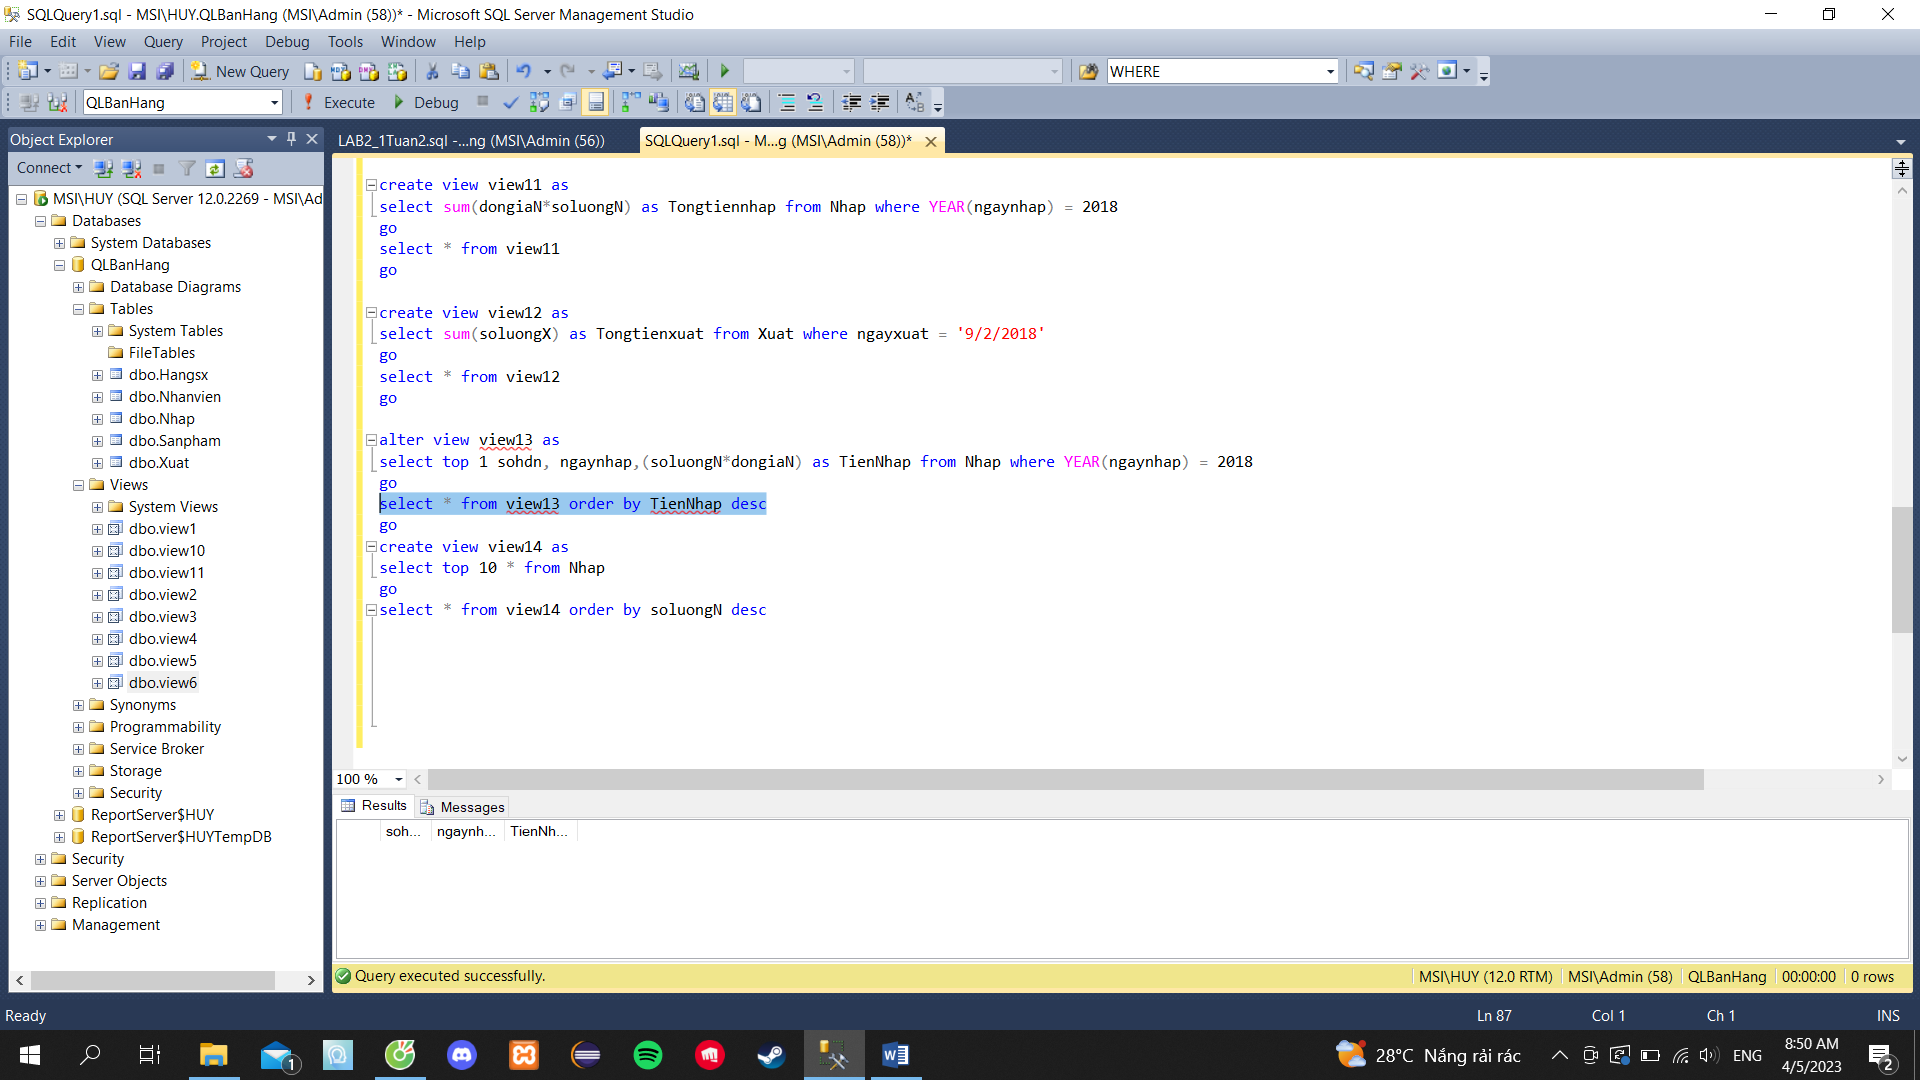 SQLQuery1.sql - MSI\HUY.QLBanHang (MSI\Admin (58))* - Microsoft SQL Server Management Studio
File Edit View Query Project Debug Tools Window Help
New Query WHERE
QLBanHang Execute Debug
Object Explorer
Connect
MSI\HUY (SQL Server 12.0.2269 - MSI\Ad
Databases
System Databases
QLBanHang
Database Diagrams
Tables
System Tables
FileTables
dbo.Hangsx
dbo.Nhanvien
dbo.Nhap
dbo.Sanpham
dbo.Xuat
Views
System Views
dbo.view1
dbo.view10
dbo.view11
dbo.view2
dbo.view3
dbo.view4
dbo.view5
dbo.view6
Synonyms
Programmability
Service Broker
Storage
Security
ReportServer$HUY
ReportServer$HUYTempDB
Security
Server Objects
Replication
Management
LAB2_1Tuan2.sql -...ng (MSI\Admin (56))
SQLQuery1.sql - M...g (MSI\Admin (58))*
create view view11 as
select sum(dongiaN*soluongN) as Tongtiennhap from Nhap where YEAR(ngaynhap) = 2018
go
select * from view11
go
create view view12 as
select sum(soluongX) as Tongtienxuat from Xuat where ngayxuat = '9/2/2018'
go
select * from view12
go
alter view view13 as
select top 1 sohdn, ngaynhap,(soluongN*dongiaN) as TienNhap from Nhap where YEAR(ngaynhap) = 2018
go
select * from view13 order by TienNhap desc
go
create view view14 as
select top 10 * from Nhap
go
select * from view14 order by soluongN desc
100 %
Results Messages
soh... ngaynh... TienNh...
Query executed successfully. MSI\HUY (12.0 RTM) MSI\Admin (58) QLBanHang 00:00:00 0 rows
Ready Ln 87 Col 1 Ch 1 INS
1
28°C Nắng rải rác ENG
8:50 AM
4/5/2023
2